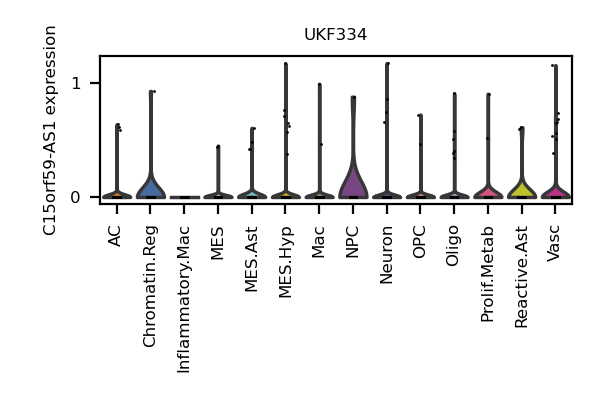 UKF334
C15orf59-AS1 expression
1
0
AC
Chromatin.Reg
Inflammatory.Mac
MES
MES.Ast
MES.Hyp
Mac
NPC
Neuron
OPC
Oligo
Prolif.Metab
Reactive.Ast
Vasc